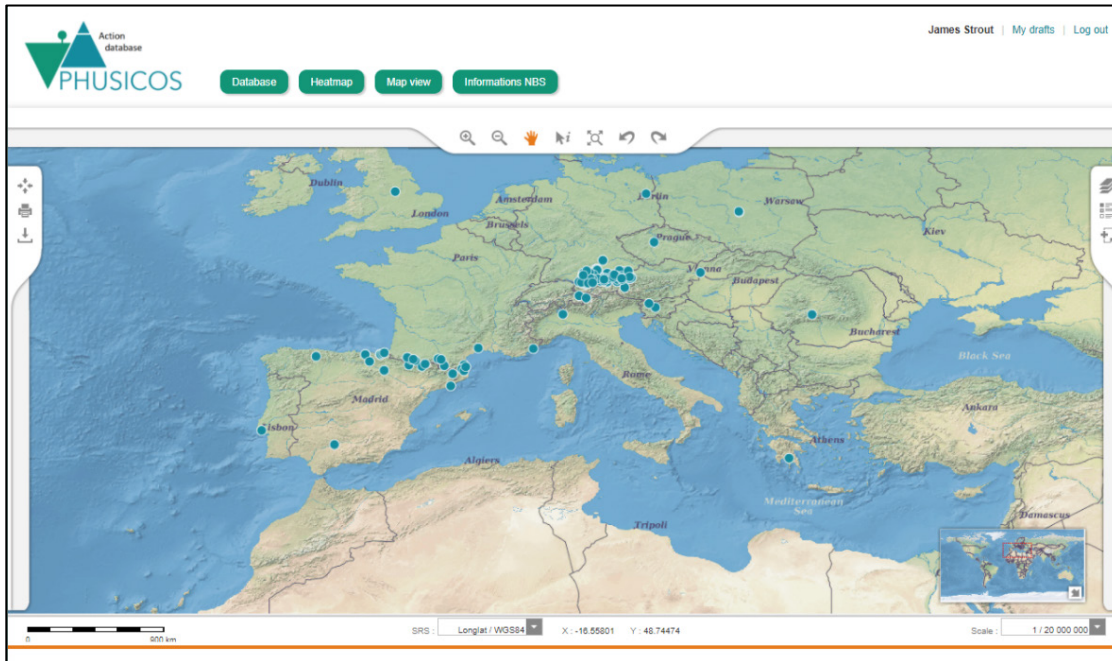 Action
database
PHUSICOS
James Strout | My drafts | Log out
Database
Heatmap
Map view
Informations NBS
Dublin
London
Amsterdam
Brussels
Berlin
Warsaw
Kiev
Paris
Prague
Vienna
Budapest
Bucharest
Black Sea
Madrid
Rome
Ankara
Lisbon
Athens
Algiers
Mediterranean
Sea
Damascus
Tripoli
0 900 km
SRS : Longlat / WGS84 X : -16.55801 Y : 48.74474 Scale : 1 / 20 000 000